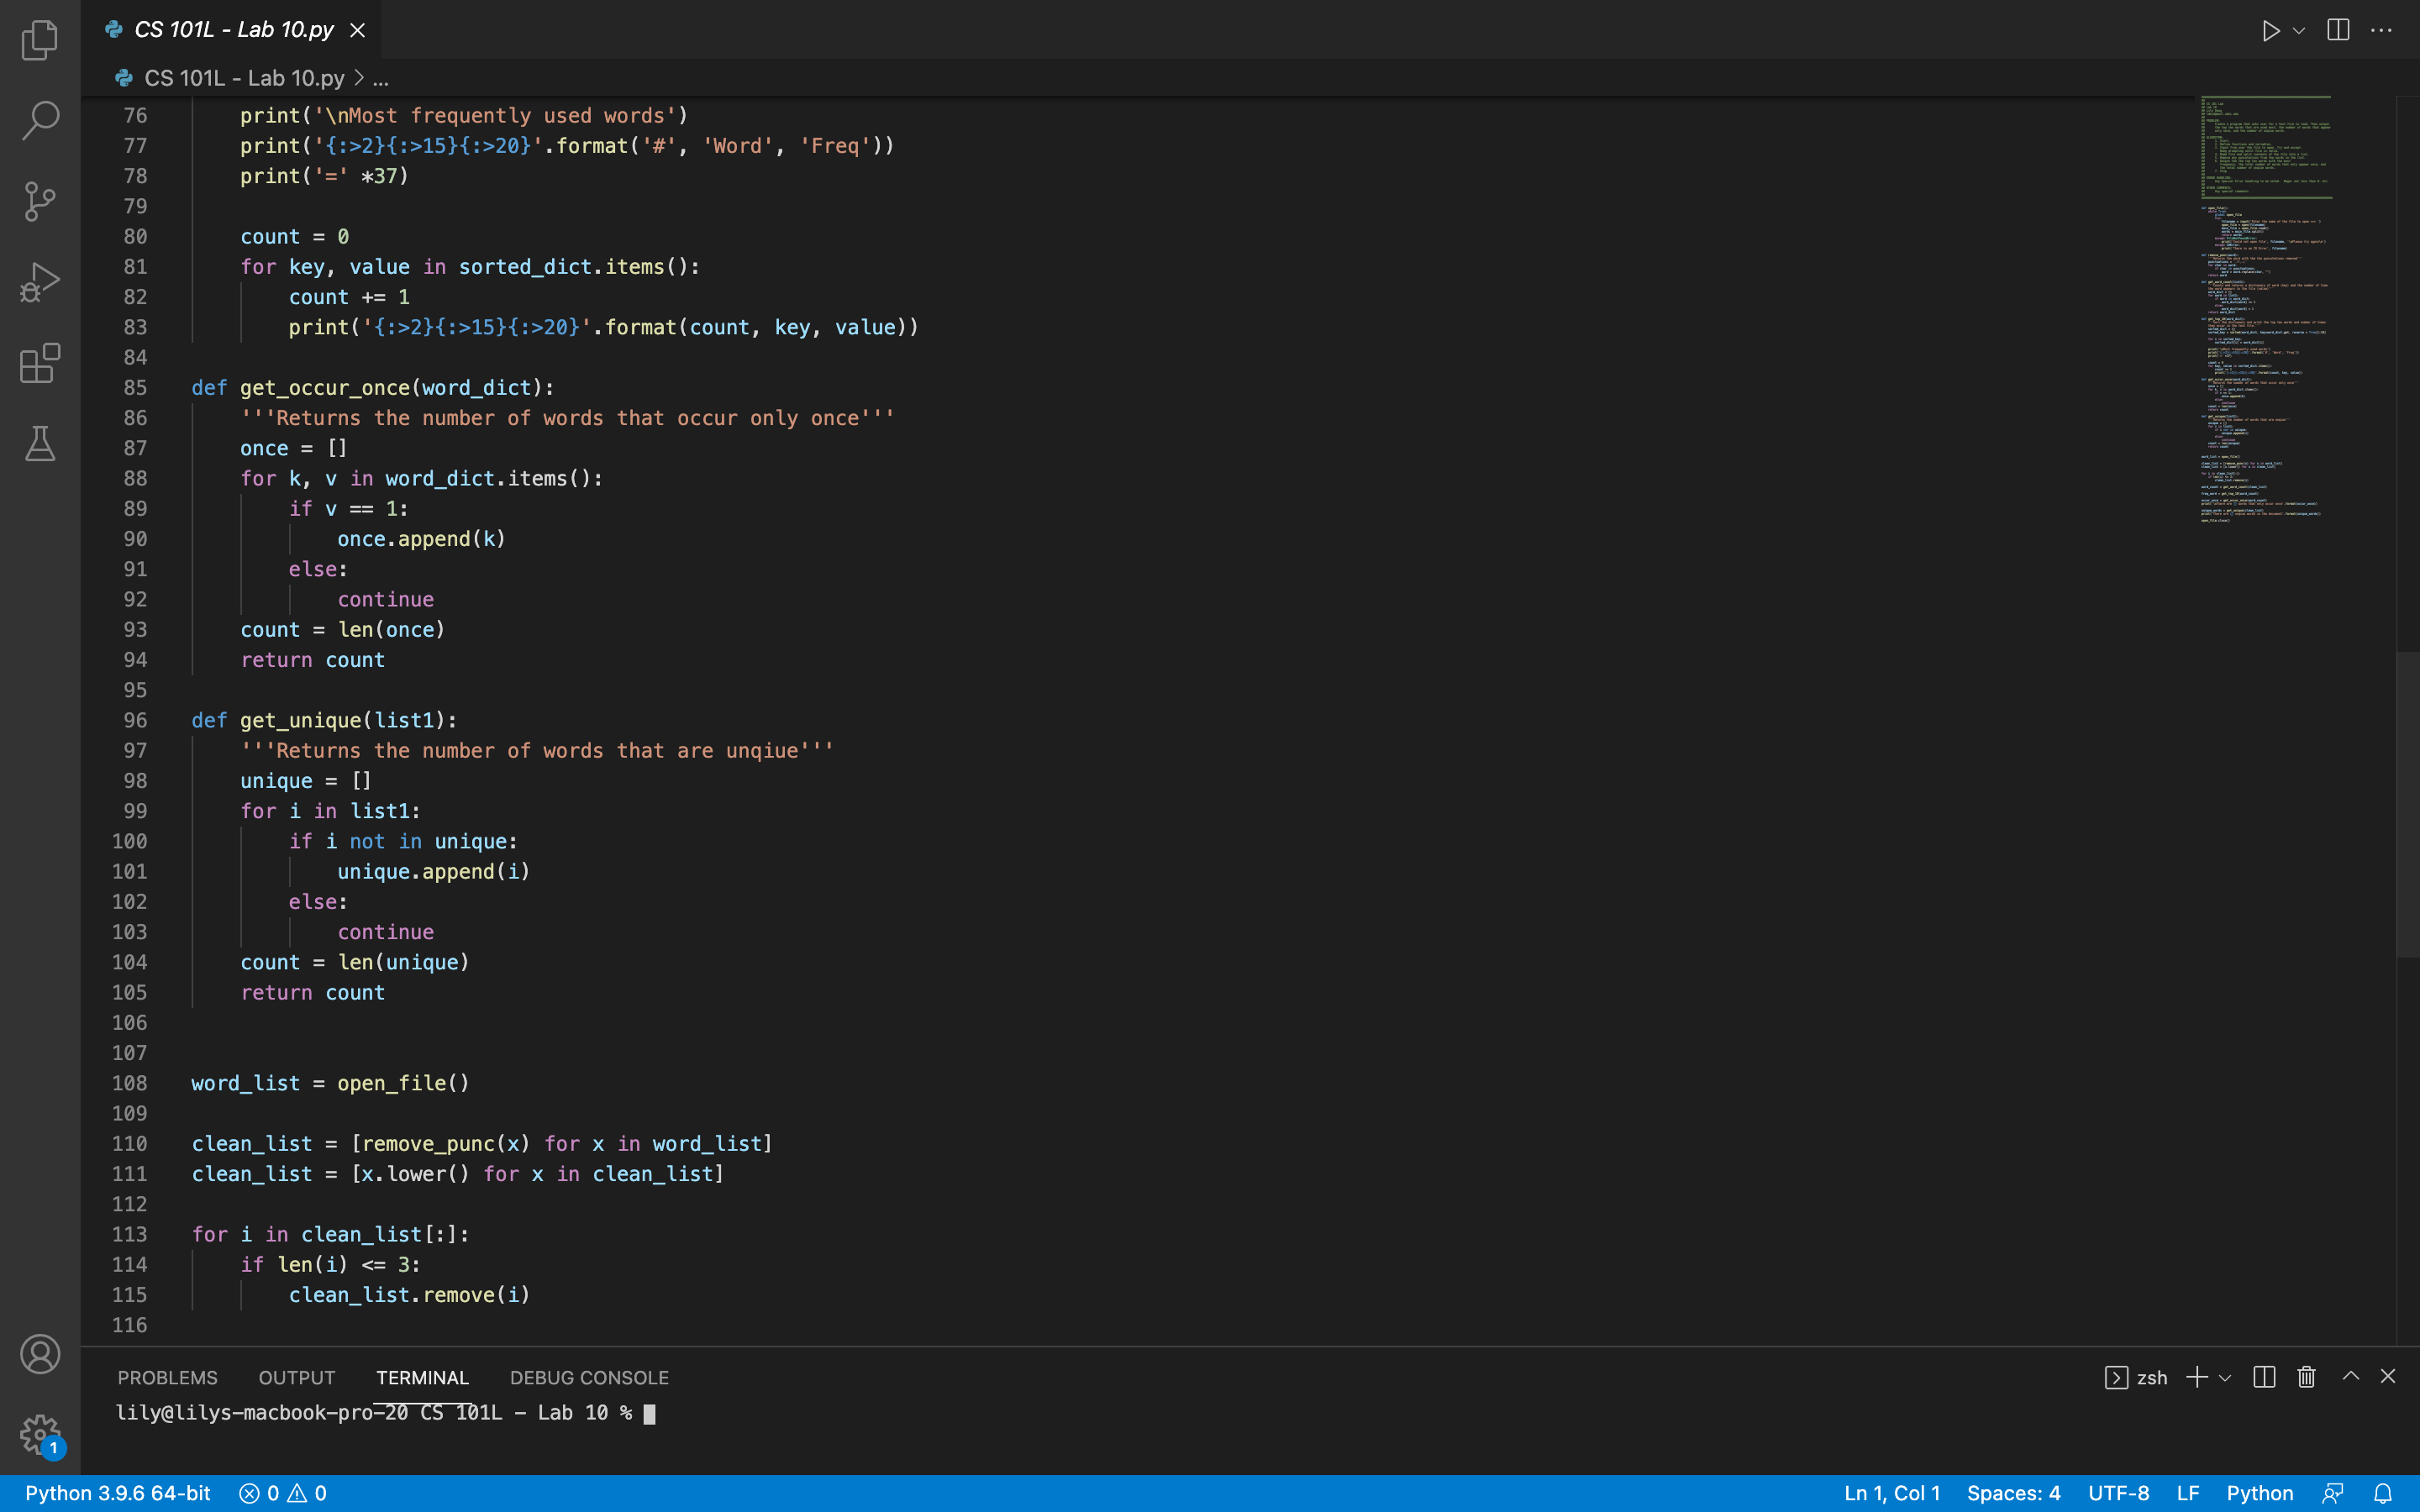 CS 101L - Lab 10.py
CS 101L - Lab 10.py > ...
76 print('\nMost frequently used words')
77 print('{:>2}{:>15}{:>20}'.format('#', 'Word', 'Freq'))
78 print('=' *37)
79
80 count = 0
81 for key, value in sorted_dict.items():
82 count += 1
83 print('{:>2}{:>15}{:>20}'.format(count, key, value))
84
85 def get_occur_once(word_dict):
86 '''Returns the number of words that occur only once'''
87 once = []
88 for k, v in word_dict.items():
89 if v == 1:
90 once.append(k)
91 else:
92 continue
93 count = len(once)
94 return count
95
96 def get_unique(list1):
97 '''Returns the number of words that are unqiue'''
98 unique = []
99 for i in list1:
100 if i not in unique:
101 unique.append(i)
102 else:
103 continue
104 count = len(unique)
105 return count
106
107
108 word_list = open_file()
109
110 clean_list = [remove_punc(x) for x in word_list]
111 clean_list = [x.lower() for x in clean_list]
112
113 for i in clean_list[:]:
114 if len(i) <= 3:
115 clean_list.remove(i)
116
PROBLEMS OUTPUT TERMINAL DEBUG CONSOLE zsh
lily@lilys-macbook-pro-20 CS 101L - Lab 10 %
1
Python 3.9.6 64-bit 0 0 Ln 1, Col 1 Spaces: 4 UTF-8 LF Python